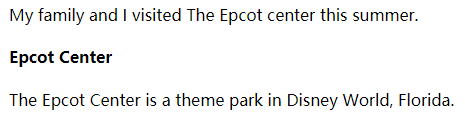 My family and I visited The Epcot center this summer.
Epcot Center
The Epcot Center is a theme park in Disney World, Florida.